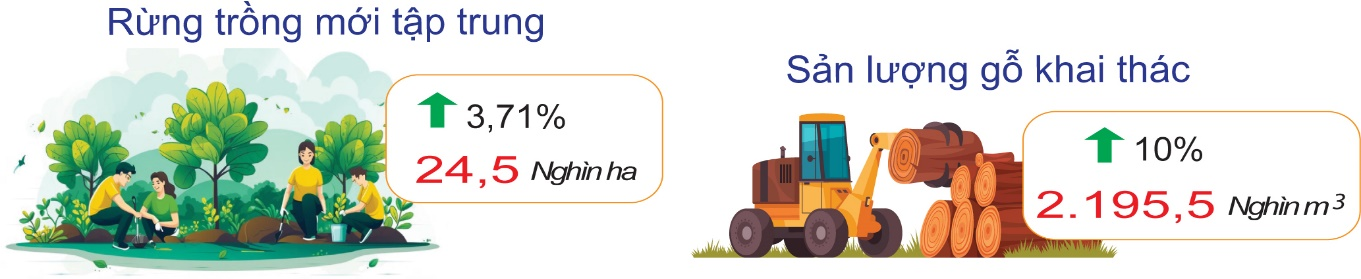 Rừng trồng mới tập trung
3,71%
24,5 Nghìn ha
Sản lượng gỗ khai thác
10%
2.195,5 Nghìn m³